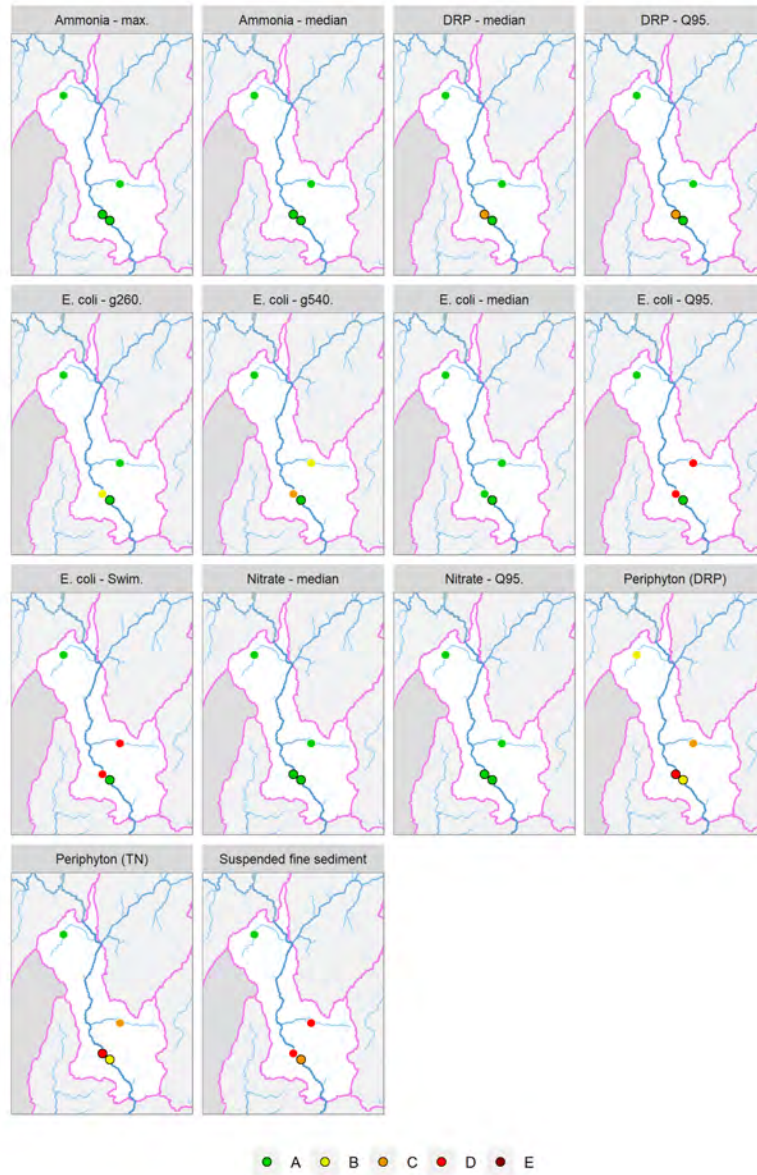 Ammonia - max.
Ammonia - median
DRP - median
DRP - Q95.
E. coli - g260.
E. coli - g540.
E. coli - median
E. coli - Q95.
E. coli - Swim.
Nitrate - median
Nitrate - Q95.
Periphyton (DRP)
Periphyton (TN)
Suspended fine sediment
A B C D E